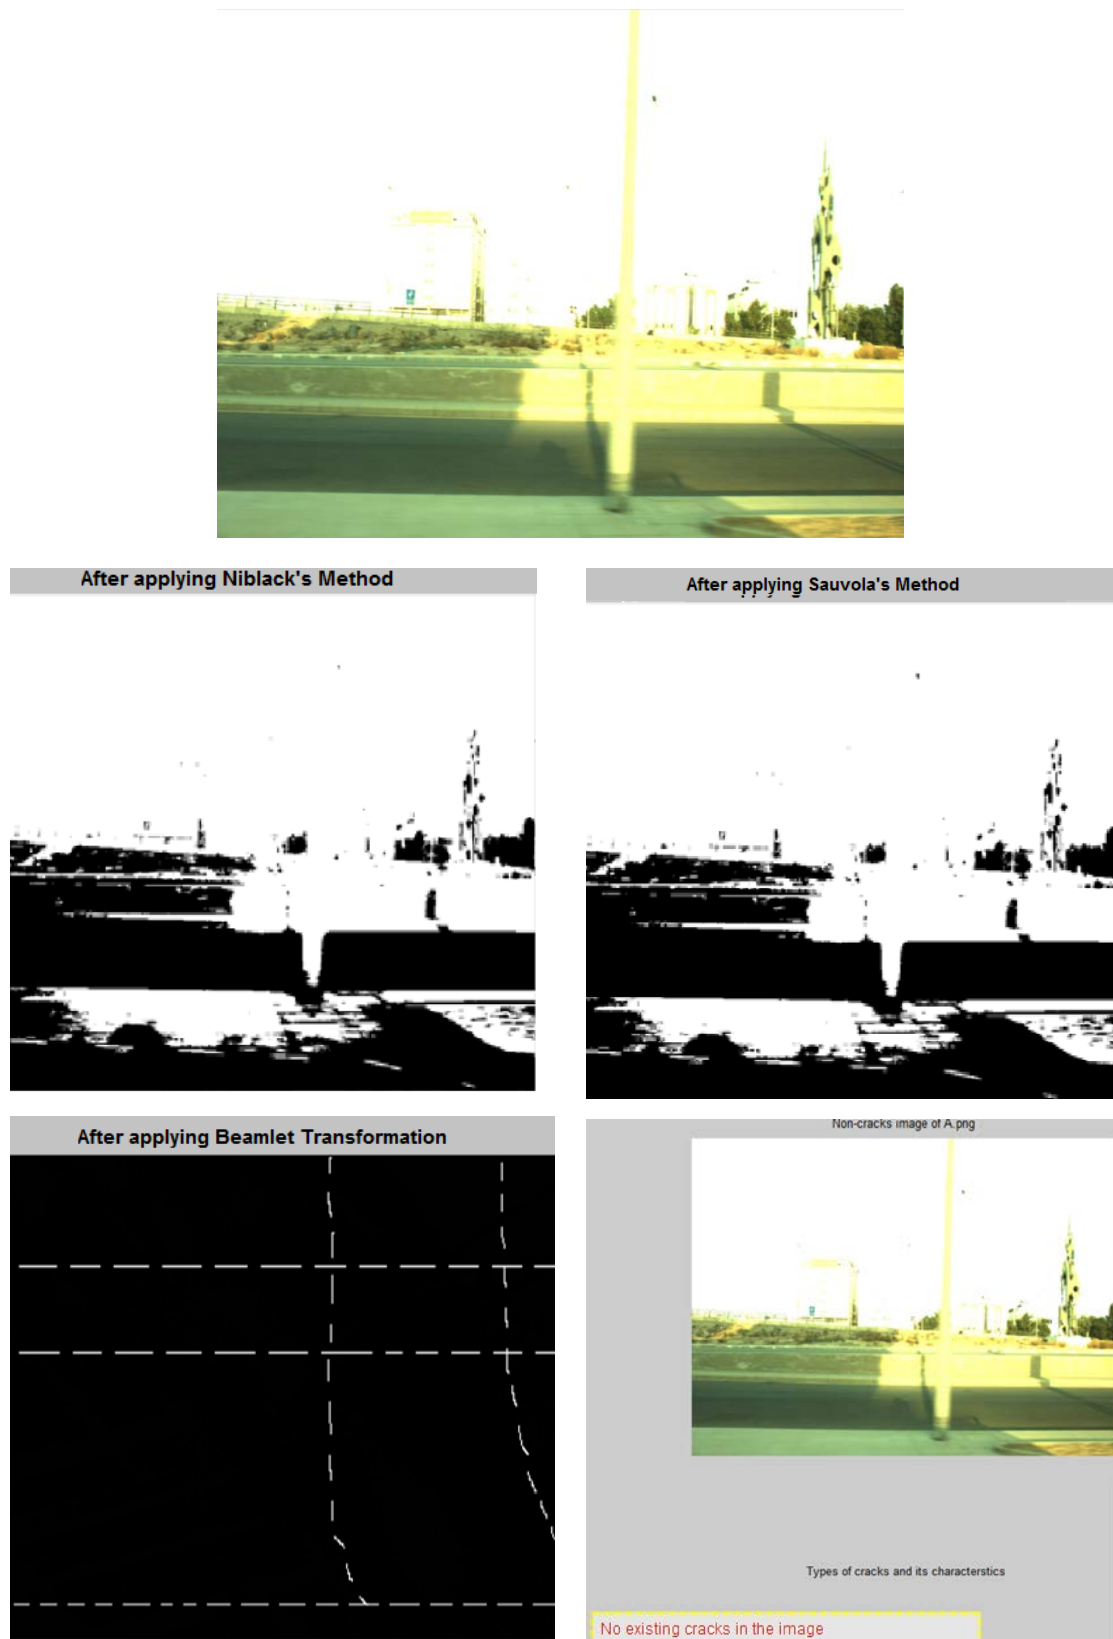 After applying Niblack's Method
After applying Sauvola's Method
After applying Beamlet Transformation
Non-cracks image of A.png
Types of cracks and its characterstics
No existing cracks in the image